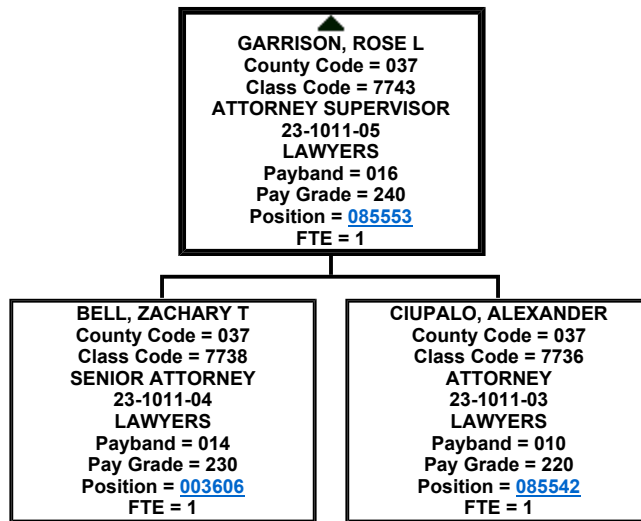 GARRISON, ROSE L
County Code = 037
Class Code = 7743
ATTORNEY SUPERVISOR
23-1011-05
LAWYERS
Payband = 016
Pay Grade = 240
Position = 085553
FTE = 1
BELL, ZACHARY T
County Code = 037
Class Code = 7738
SENIOR ATTORNEY
23-1011-04
LAWYERS
Payband = 014
Pay Grade = 230
Position = 003606
FTE = 1
CIUPALO, ALEXANDER
County Code = 037
Class Code = 7736
ATTORNEY
23-1011-03
LAWYERS
Payband = 010
Pay Grade = 220
Position = 085542
FTE = 1